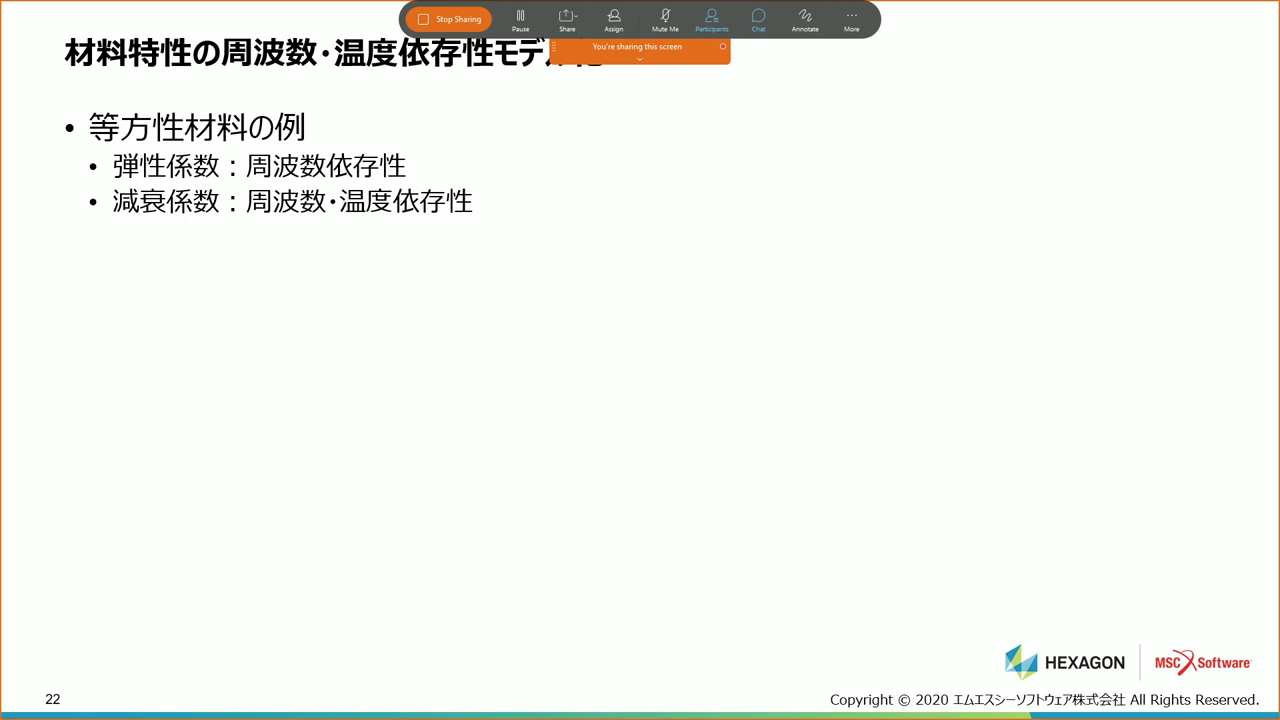 Stop Sharing
Pause
Share
Assign
Mute Me
Participants
Chat
Annotate
More
You're sharing this screen
材料特性の周波数・温度依存性モデ
• 等方性材料の例
• 弾性係数：周波数依存性
• 減衰係数：周波数・温度依存性
HEXAGON
MSC Software
22
Copyright © 2020 エムエスシーソフトウェア株式会社 All Rights Reserved.